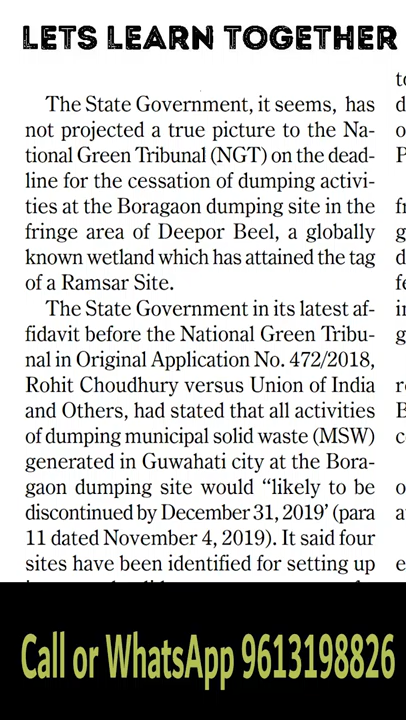 LETS LEARN TOGETHER
The State Government, it seems, has
not projected a true picture to the Na-
tional Green Tribunal (NGT) on the dead-
line for the cessation of dumping activi-
ties at the Boragaon dumping site in the
fringe area of Deepor Beel, a globally
known wetland which has attained the tag
of a Ramsar Site.
The State Government in its latest af-
fidavit before the National Green Tribu-
nal in Original Application No. 472/2018,
Rohit Choudhury versus Union of India
and Others, had stated that all activities
of dumping municipal solid waste (MSW)
generated in Guwahati city at the Bora-
gaon dumping site would “likely to be
discontinued by December 31, 2019’ (para
11 dated November 4, 2019). It said four
sites have been identified for setting up
Call or WhatsApp 9613198826